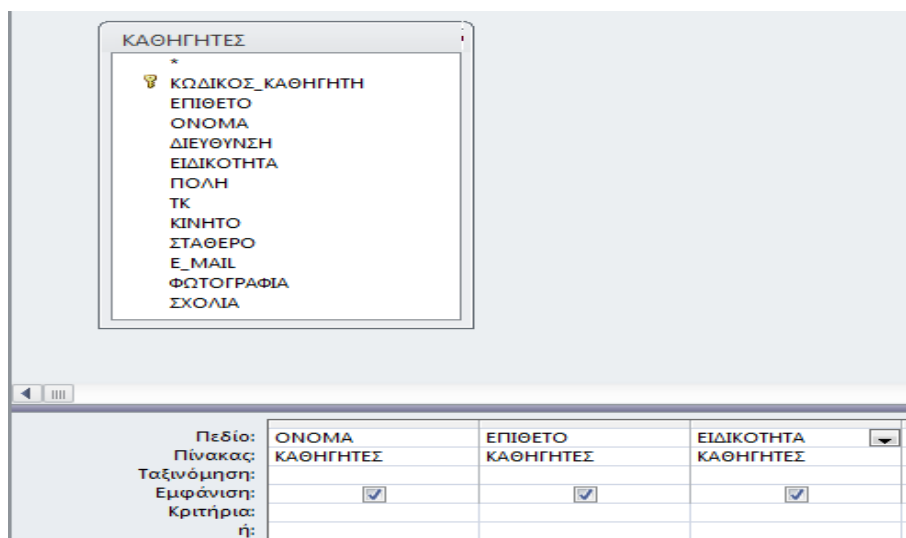 ΚΑΘΗΓΗΤΕΣ
*
ΚΩΔΙΚΟΣ_ΚΑΘΗΓΗΤΗ
ΕΠΙΘΕΤΟ
ΟΝΟΜΑ
ΔΙΕΥΘΥΝΣΗ
ΕΙΔΙΚΟΤΗΤΑ
ΠΟΛΗ
ΤΚ
ΚΙΝΗΤΟ
ΣΤΑΘΕΡΟ
E_MAIL
ΦΩΤΟΓΡΑΦΙΑ
ΣΧΟΛΙΑ
Πεδίο: ΟΝΟΜΑ ΕΠΙΘΕΤΟ ΕΙΔΙΚΟΤΗΤΑ
Πίνακας: ΚΑΘΗΓΗΤΕΣ ΚΑΘΗΓΗΤΕΣ ΚΑΘΗΓΗΤΕΣ
Ταξινόμηση:
Εμφάνιση:
Κριτήρια:
ή: